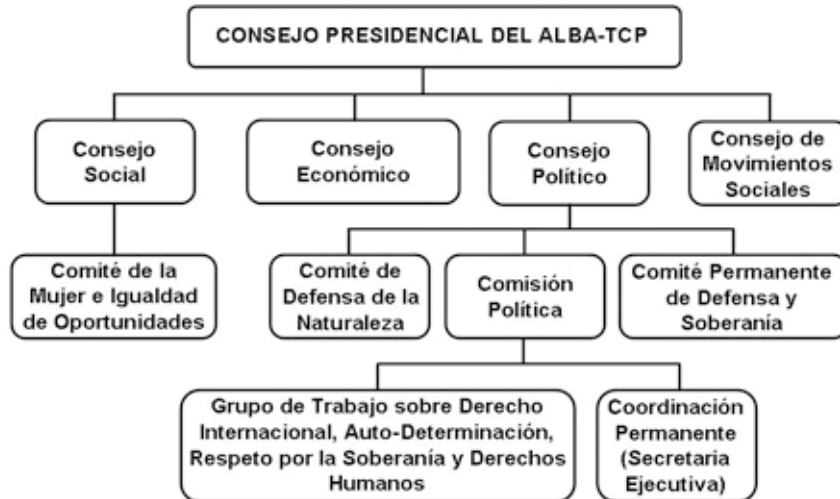 CONSEJO PRESIDENCIAL DEL ALBA-TCP
Consejo
Social
Consejo
Económico
Consejo
Político
Consejo de
Movimientos
Sociales
Comité de la
Mujer e Igualdad
de Oportunidades
Comité de
Defensa de la
Naturaleza
Comisión
Política
Comité Permanente
de Defensa y
Soberanía
Grupo de Trabajo sobre Derecho
Internacional, Auto-Determinación,
Respeto por la Soberanía y Derechos
Humanos
Coordinación
Permanente
(Secretaria
Ejecutiva)